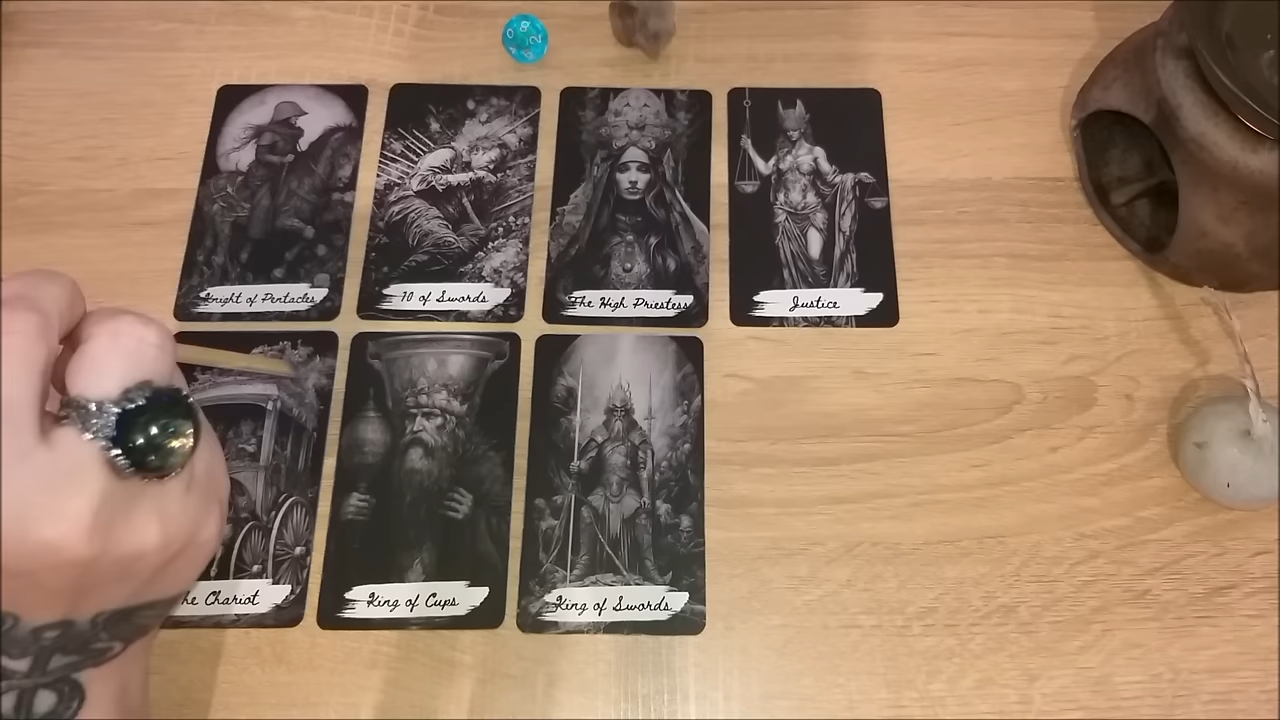 Knight of Pentacles
10 of Swords
The High Priestess
Justice
he Chariot
King of Cups
King of Swords